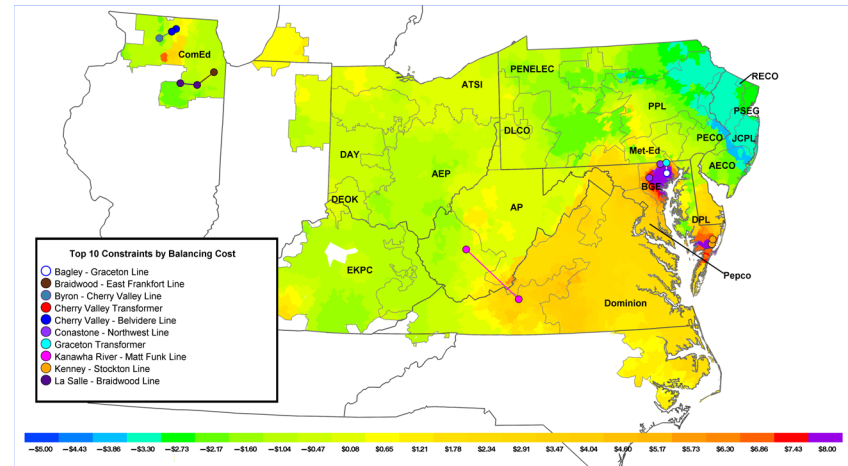 ComEd
ATSI
PENELEC
RECO
PPL
PSEG
DLCO
PECO
JCPL
DAY
Met-Ed
AECO
AEP
BGE
DEOK
AP
DPL
EKPC
Pepco
Dominion
Top 10 Constraints by Balancing Cost
Bagley - Graceton Line
Braidwood - East Frankfort Line
Byron - Cherry Valley Line
Cherry Valley Transformer
Cherry Valley - Belvidere Line
Conastone - Northwest Line
Graceton Transformer
Kanawha River - Matt Funk Line
Kenney - Stockton Line
La Salle - Braidwood Line
–$5.00 –$4.43 –$3.86 –$3.30 –$2.73 –$2.17 –$1.60 –$1.04 –$0.47 $0.08 $0.65 $1.21 $1.78 $2.34 $2.91 $3.47 $4.04 $4.60 $5.17 $5.73 $6.30 $6.86 $7.43 $8.00